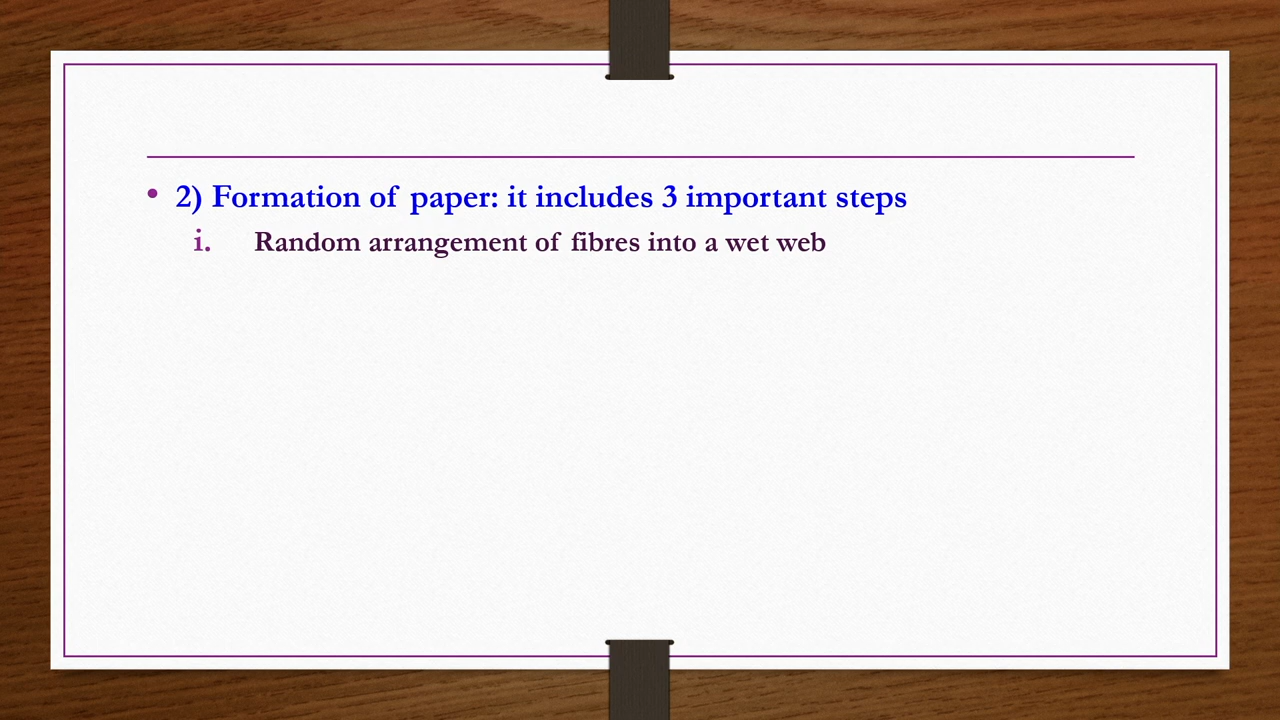 • 2) Formation of paper: it includes 3 important steps
i. Random arrangement of fibres into a wet web